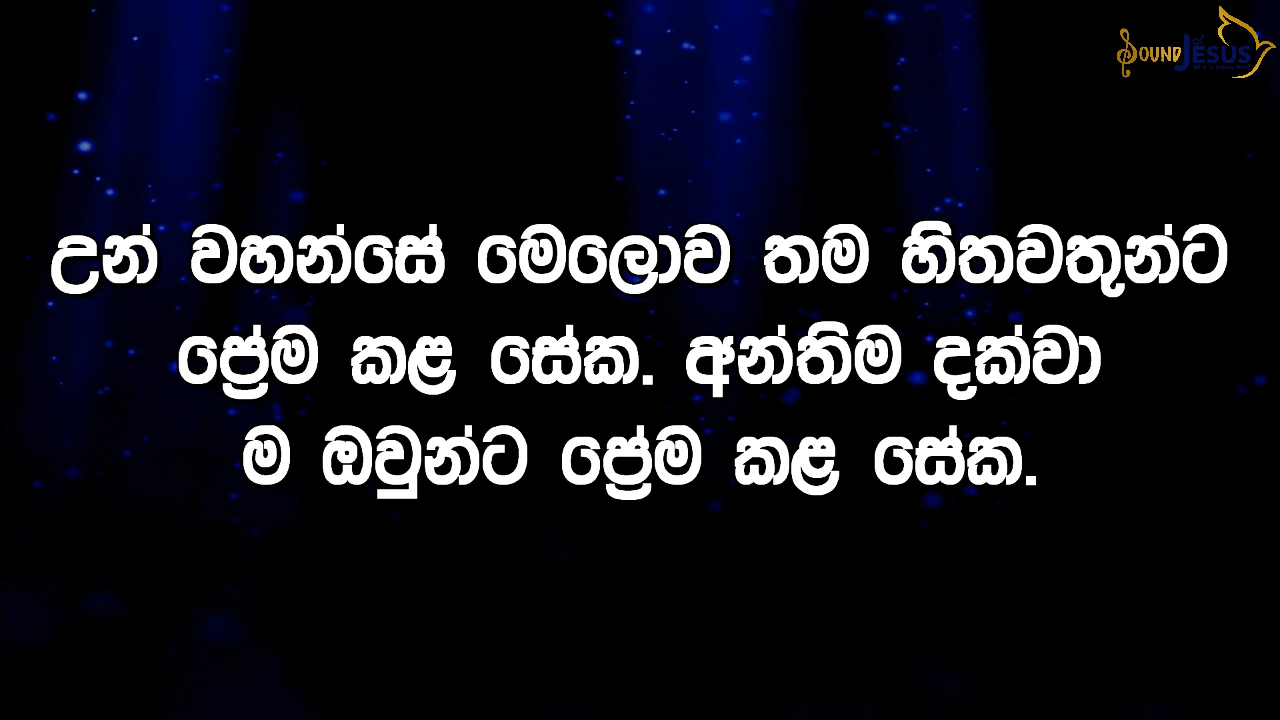 Sound of Jesus
උන් වහන්සේ මෙලොව තම හිතවතුන්ට
ප්‍රේම කළ සේක. අන්තිම දක්වා
ම ඔවුන්ට ප්‍රේම කළ සේක.